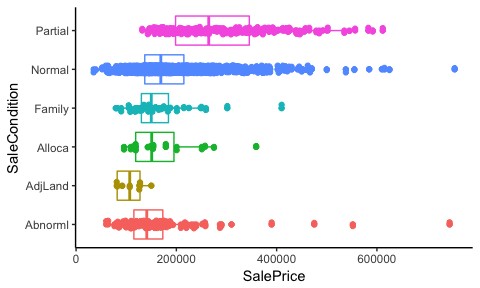 Partial
Normal
Family
Alloca
AdjLand
Abnorml
SaleCondition
0 200000 400000 600000
SalePrice